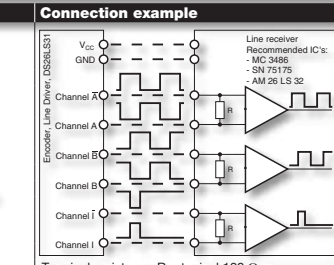 Connection example
Encoder, Line Driver, DS26LS31
V_CC
GND
Channel A̅
Channel A
Channel B̅
Channel B
Channel I̅
Channel I
R
R
R
Line receiver
Recommended IC's:
- MC 3486
- SN 75175
- AM 26 LS 32